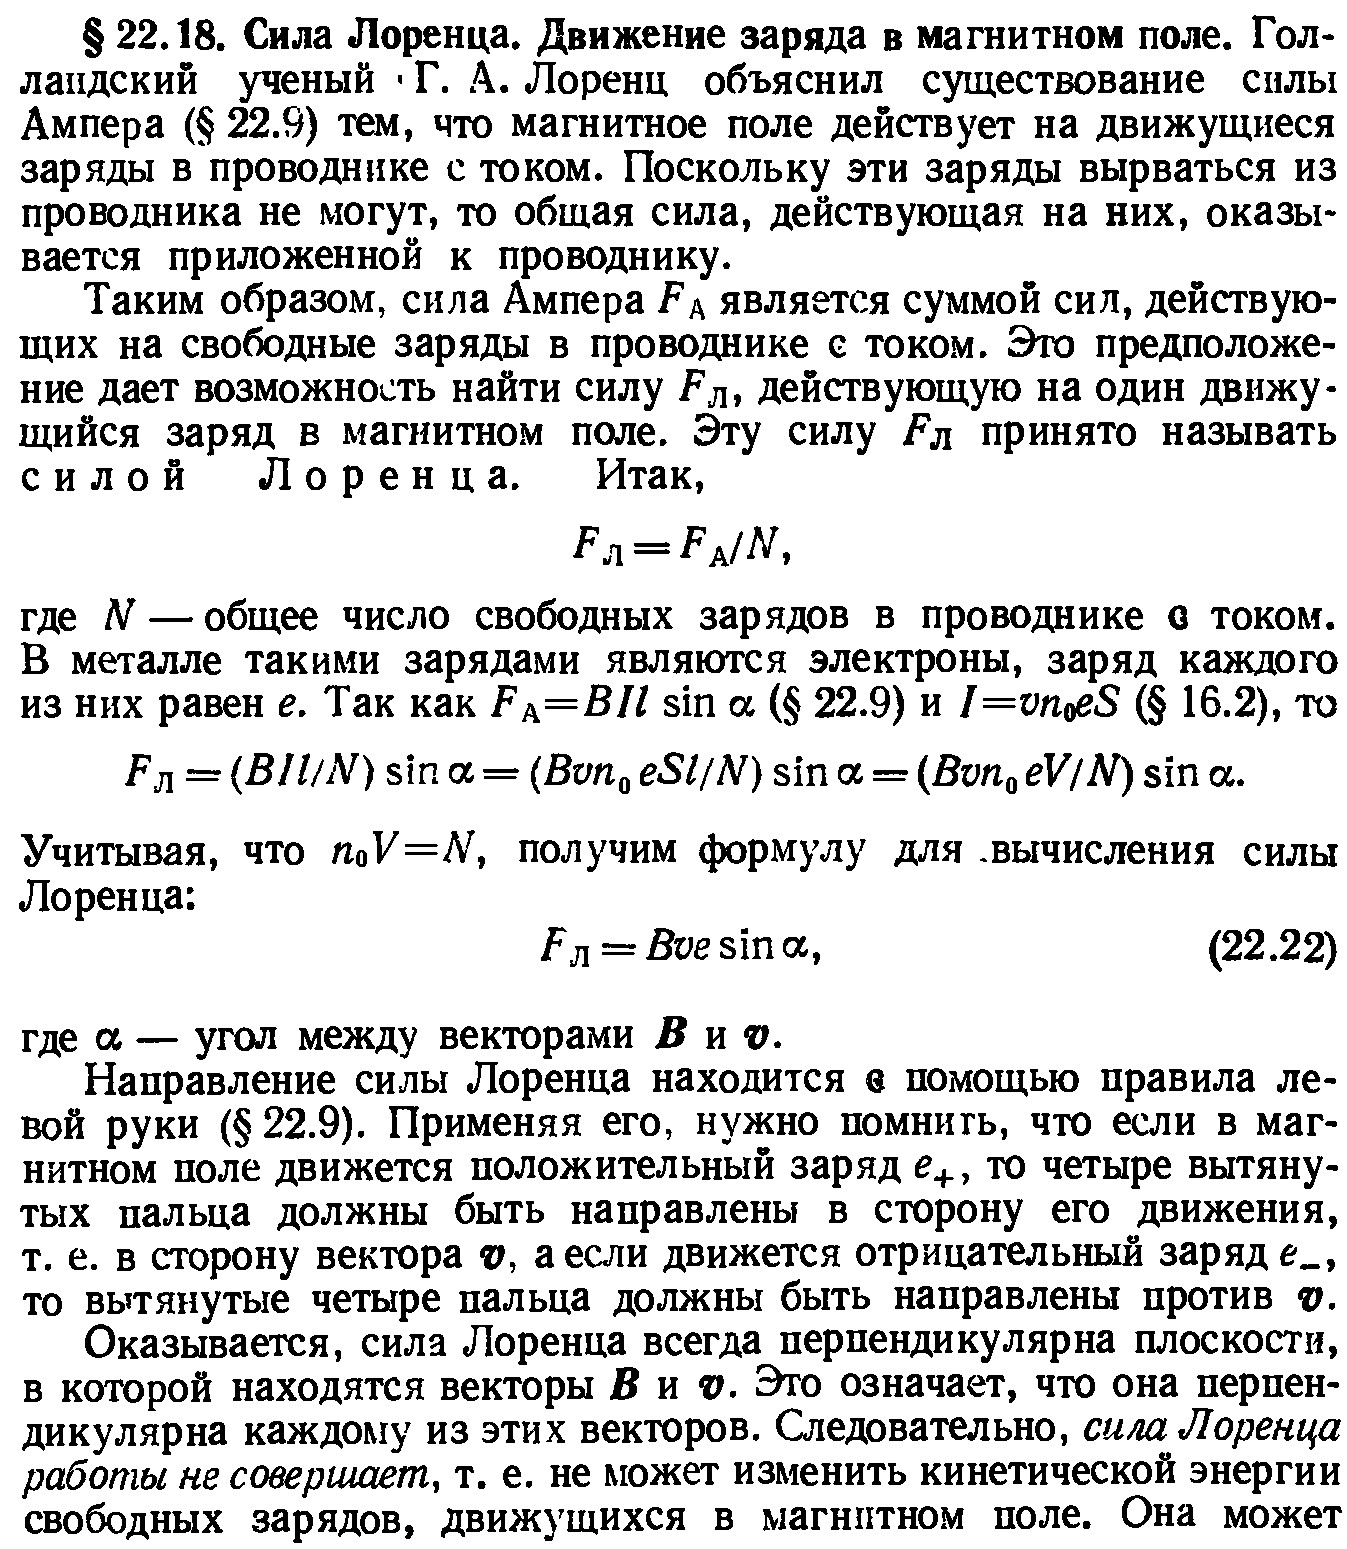 § 22.18. Сила Лоренца. Движение заряда в магнитном поле. Гол-
ландский ученый Г. А. Лоренц объяснил существование силы
Ампера (§ 22.9) тем, что магнитное поле действует на движущиеся
заряды в проводнике с током. Поскольку эти заряды вырваться из
проводника не могут, то общая сила, действующая на них, оказы-
вается приложенной к проводнику.
Таким образом, сила Ампера F_А является суммой сил, действую-
щих на свободные заряды в проводнике с током. Это предположе-
ние дает возможность найти силу F_Л, действующую на один движу-
щийся заряд в магнитном поле. Эту силу F_Л принято называть
силой Лоренца. Итак,
F_Л = F_А/N,
где N — общее число свободных зарядов в проводнике с током.
В металле такими зарядами являются электроны, заряд каждого
из них равен e. Так как F_А=BIl sin α (§ 22.9) и I=vn₀eS (§ 16.2), то
F_Л = (BIl/N) sin α = (Bvn₀eSl/N) sin α = (Bvn₀eV/N) sin α.
Учитывая, что n₀V=N, получим формулу для вычисления силы
Лоренца:
F_Л = Bve sin α, (22.22)
где α — угол между векторами B и v.
Направление силы Лоренца находится с помощью правила ле-
вой руки (§ 22.9). Применяя его, нужно помнить, что если в маг-
нитном поле движется положительный заряд e₊, то четыре вытяну-
тых пальца должны быть направлены в сторону его движения,
т. е. в сторону вектора v, а если движется отрицательный заряд e₋,
то вытянутые четыре пальца должны быть направлены против v.
Оказывается, сила Лоренца всегда перпендикулярна плоскости,
в которой находятся векторы B и v. Это означает, что она перпен-
дикулярна каждому из этих векторов. Следовательно, сила Лоренца
работы не совершает, т. е. не может изменить кинетической энергии
свободных зарядов, движущихся в магнитном поле. Она может